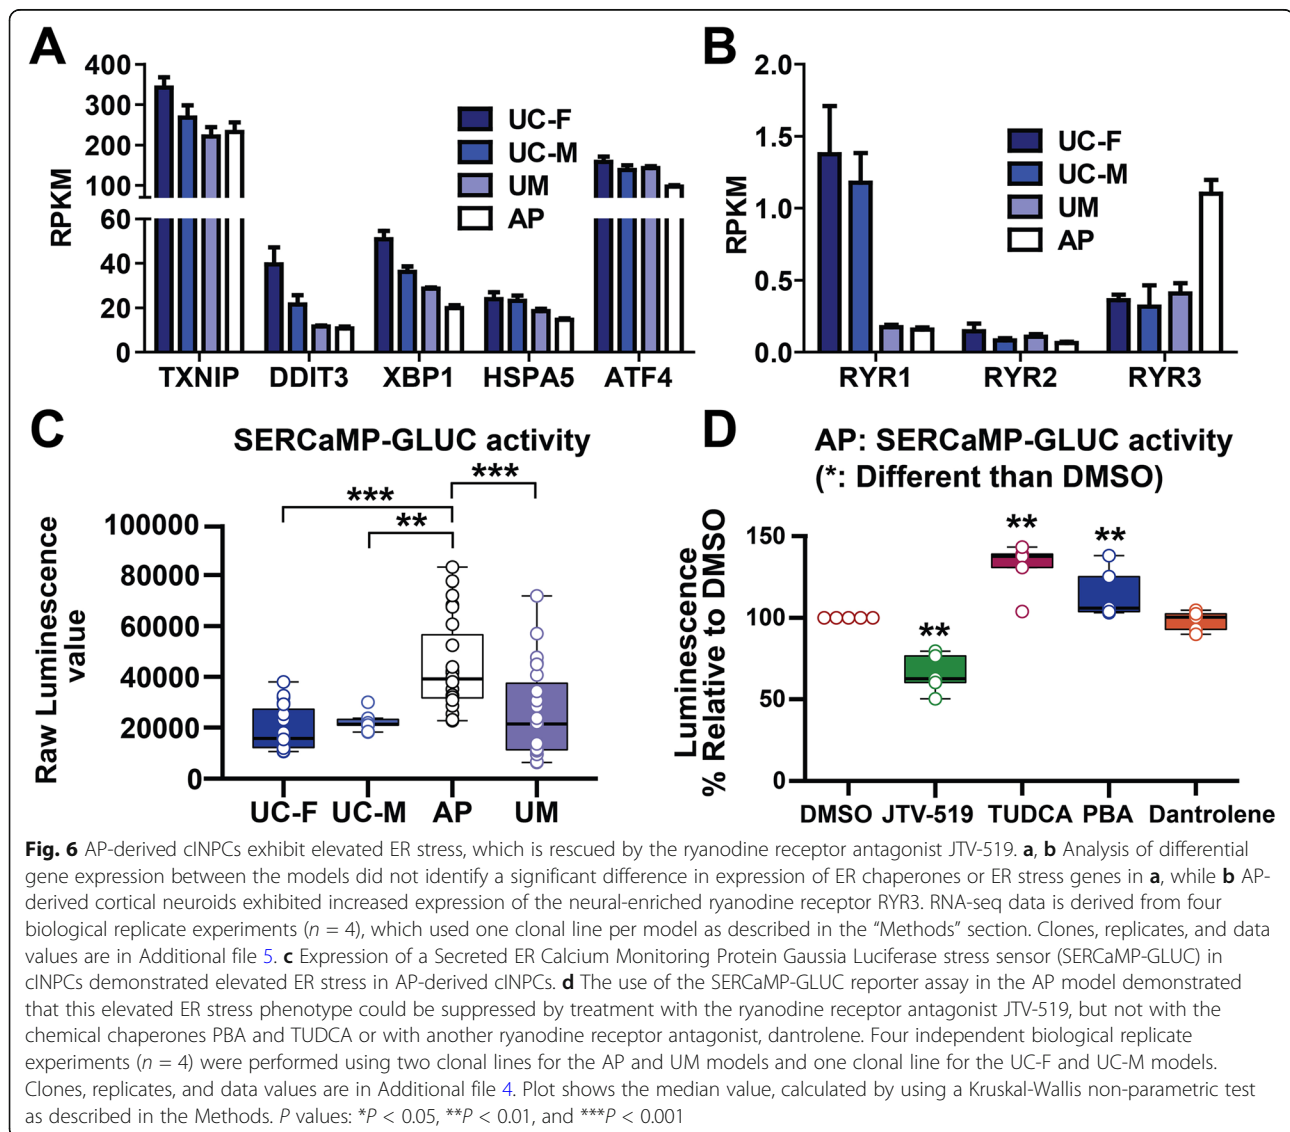 A
RPKM
400
300
200
100
60
40
20
0
UC-F
UC-M
UM
AP
TXNIP DDIT3 XBP1 HSPA5 ATF4
B
RPKM
2.0
1.5
1.0
0.5
0.0
UC-F
UC-M
UM
AP
RYR1 RYR2 RYR3
C
SERCaMP-GLUC activity
***
***
**
Raw Luminescence
value
100000
80000
60000
40000
20000
0
UC-F UC-M AP UM
D
AP: SERCaMP-GLUC activity
(*: Different than DMSO)
Luminescence
% Relative to DMSO
150
100
50
0
**
**
**
DMSO JTV-519 TUDCA PBA Dantrolene
Fig. 6 AP-derived cINPCs exhibit elevated ER stress, which is rescued by the ryanodine receptor antagonist JTV-519. a, b Analysis of differential
gene expression between the models did not identify a significant difference in expression of ER chaperones or ER stress genes in a, while b AP-
derived cortical neuroids exhibited increased expression of the neural-enriched ryanodine receptor RYR3. RNA-seq data is derived from four
biological replicate experiments (n = 4), which used one clonal line per model as described in the “Methods” section. Clones, replicates, and data
values are in Additional file 5. c Expression of a Secreted ER Calcium Monitoring Protein Gaussia Luciferase stress sensor (SERCaMP-GLUC) in
cINPCs demonstrated elevated ER stress in AP-derived cINPCs. d The use of the SERCaMP-GLUC reporter assay in the AP model demonstrated
that this elevated ER stress phenotype could be suppressed by treatment with the ryanodine receptor antagonist JTV-519, but not with the
chemical chaperones PBA and TUDCA or with another ryanodine receptor antagonist, dantrolene. Four independent biological replicate
experiments (n = 4) were performed using two clonal lines for the AP and UM models and one clonal line for the UC-F and UC-M models.
Clones, replicates, and data values are in Additional file 4. Plot shows the median value, calculated by using a Kruskal-Wallis non-parametric test
as described in the Methods. P values: *P < 0.05, **P < 0.01, and ***P < 0.001